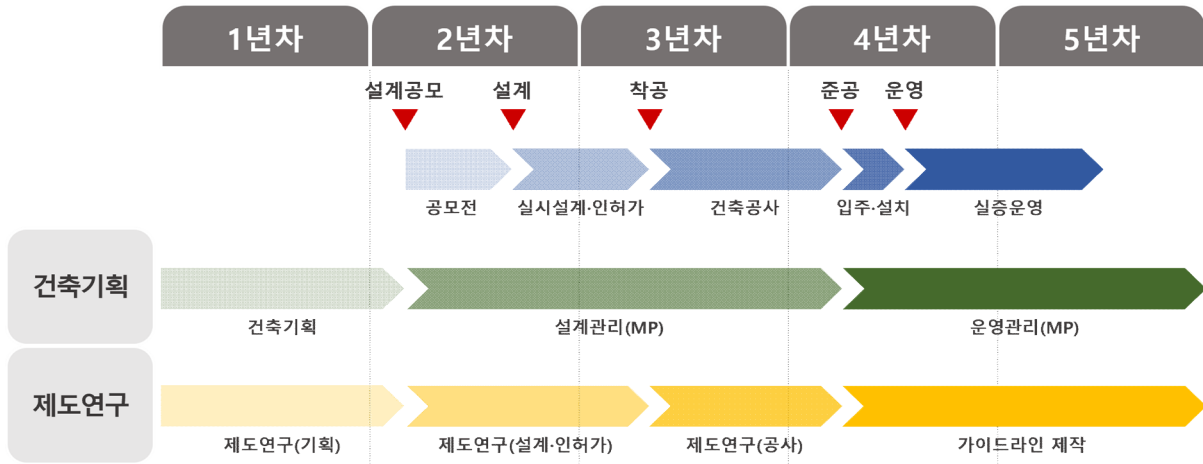 1년차
2년차
3년차
4년차
5년차
설계공모
설계
착공
준공
운영
공모전
실시설계·인허가
건축공사
입주·설치
실증운영
건축기획
건축기획
설계관리(MP)
운영관리(MP)
제도연구
제도연구(기획)
제도연구(설계·인허가)
제도연구(공사)
가이드라인 제작